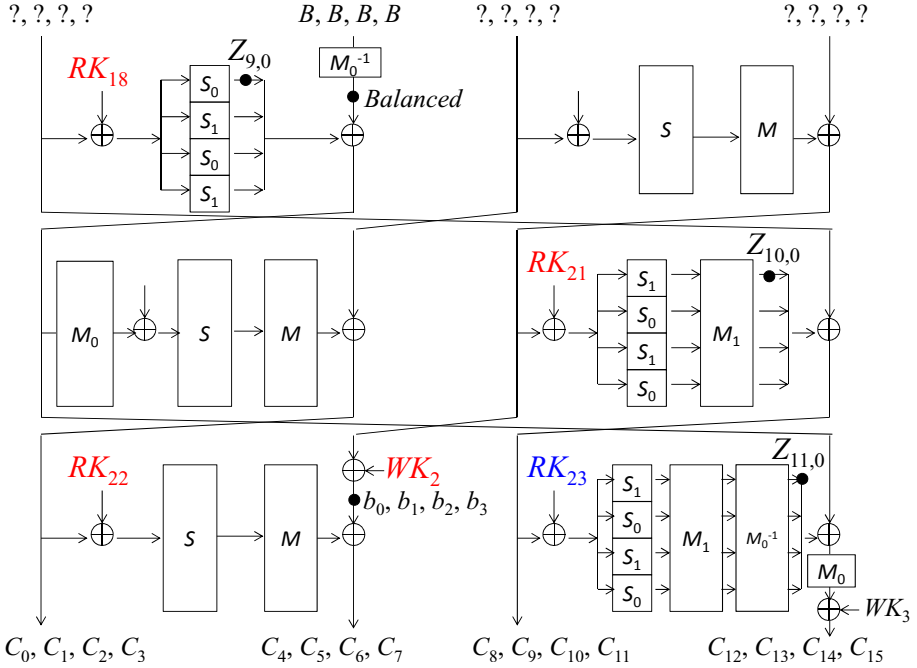 ?, ?, ?, ? B, B, B, B ?, ?, ?, ? ?, ?, ?, ?
Z9,0
M0-1
RK18
S0
S1
S0
S1
Balanced
S M
M0 S M
RK21
S1
S0
S1
S0
M1
Z10,0
RK22
S M
WK2
b0, b1, b2, b3
RK23
S1
S0
S1
S0
M1
M0-1
Z11,0
M0
WK3
C0, C1, C2, C3 C4, C5, C6, C7 C8, C9, C10, C11 C12, C13, C14, C15